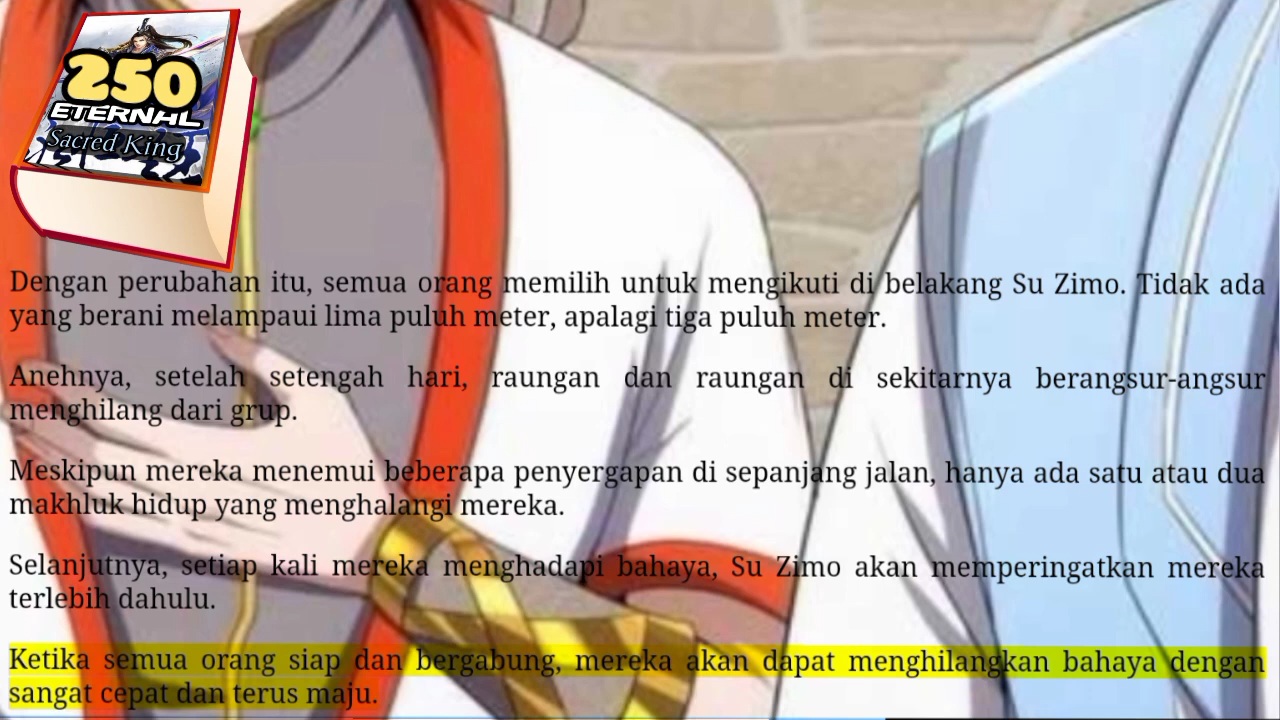 250
ETERNAL
Sacred King
Dengan perubahan itu, semua orang memilih untuk mengikuti di belakang Su Zimo. Tidak ada
yang berani melampaui lima puluh meter, apalagi tiga puluh meter.
Anehnya, setelah setengah hari, raungan dan raungan di sekitarnya berangsur-angsur
menghilang dari grup.
Meskipun mereka menemui beberapa penyergapan di sepanjang jalan, hanya ada satu atau dua
makhluk hidup yang menghalangi mereka.
Selanjutnya, setiap kali mereka menghadapi bahaya, Su Zimo akan memperingatkan mereka
terlebih dahulu.
Ketika semua orang siap dan bergabung, mereka akan dapat menghilangkan bahaya dengan
sangat cepat dan terus maju.